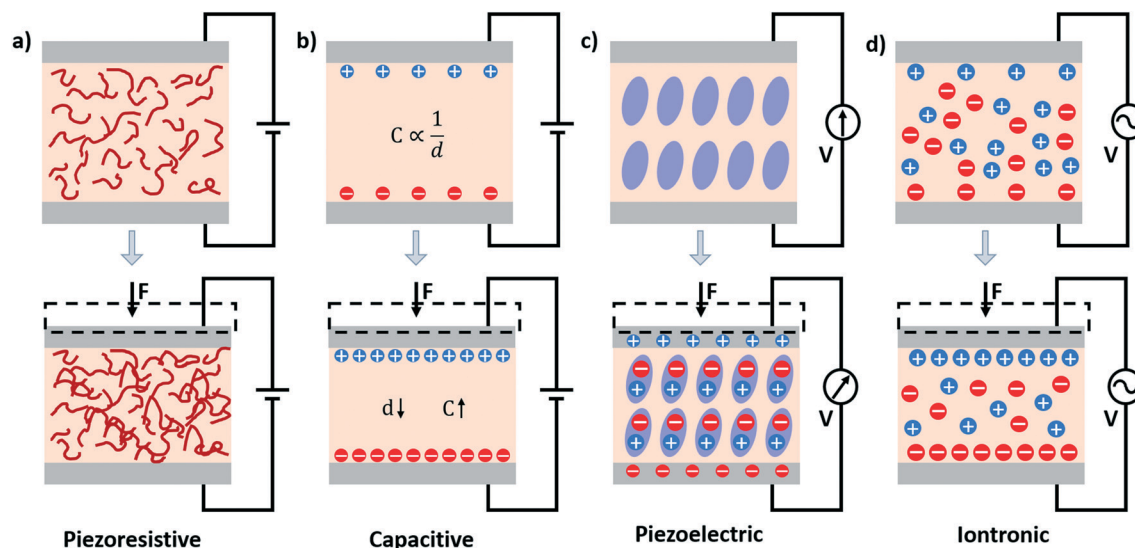 a)
b)
c)
d)
C ∝ 1/d
V
V
F
F
F
F
d↓ C↑
V
V
Piezoresistive
Capacitive
Piezoelectric
Iontronic